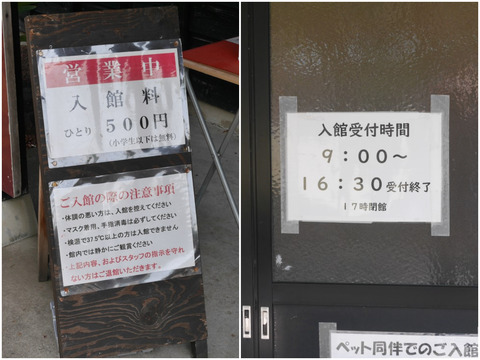 営業中
入館料
ひとり 500円
(小学生以下は無料)
ご入館の際の注意事項
・体調の悪い方は、入館を控えてください
・マスク着用、手指消毒は必ずしてください
・検温で37.5℃以上の方は入館できません
・館内では静かにご観賞ください
上記内容、およびスタッフの指示を守れ
ない方はご退館いただきます。
入館受付時間
9:00~
16:30受付終了
17時閉館
ペット同伴でのご入館